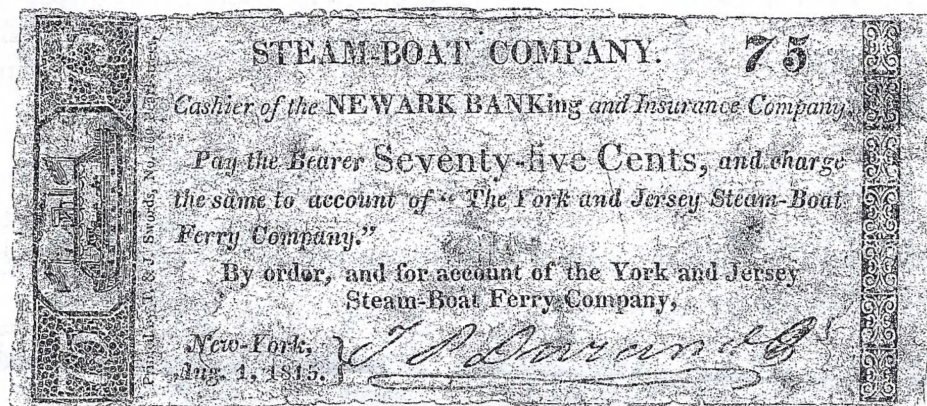 STEAM-BOAT COMPANY. 75
Cashier of the NEWARK BANKing and Insurance Company,
Pay the Bearer Seventy-five Cents, and charge
the same to account of "The York and Jersey Steam-Boat
Ferry Company."
By order, and for account of the York and Jersey
Steam-Boat Ferry Company,
New-York,
Aug. 1, 1815.
75
75
Printed by T. & J. Swords, No. 160 Pearl-street.